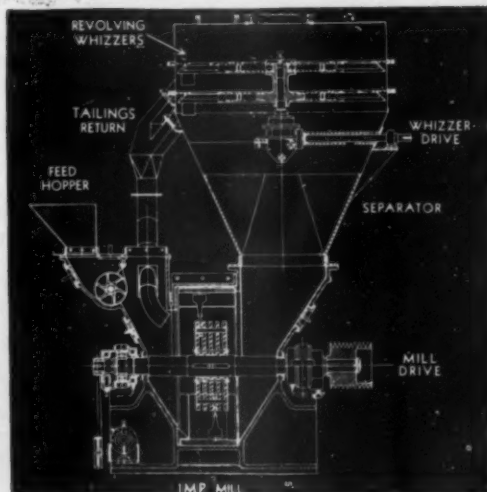 REVOLVING
WHIZZERS
TAILINGS
RETURN
FEED
HOPPER
WHIZZER
DRIVE
SEPARATOR
MILL
DRIVE
IMP MILL